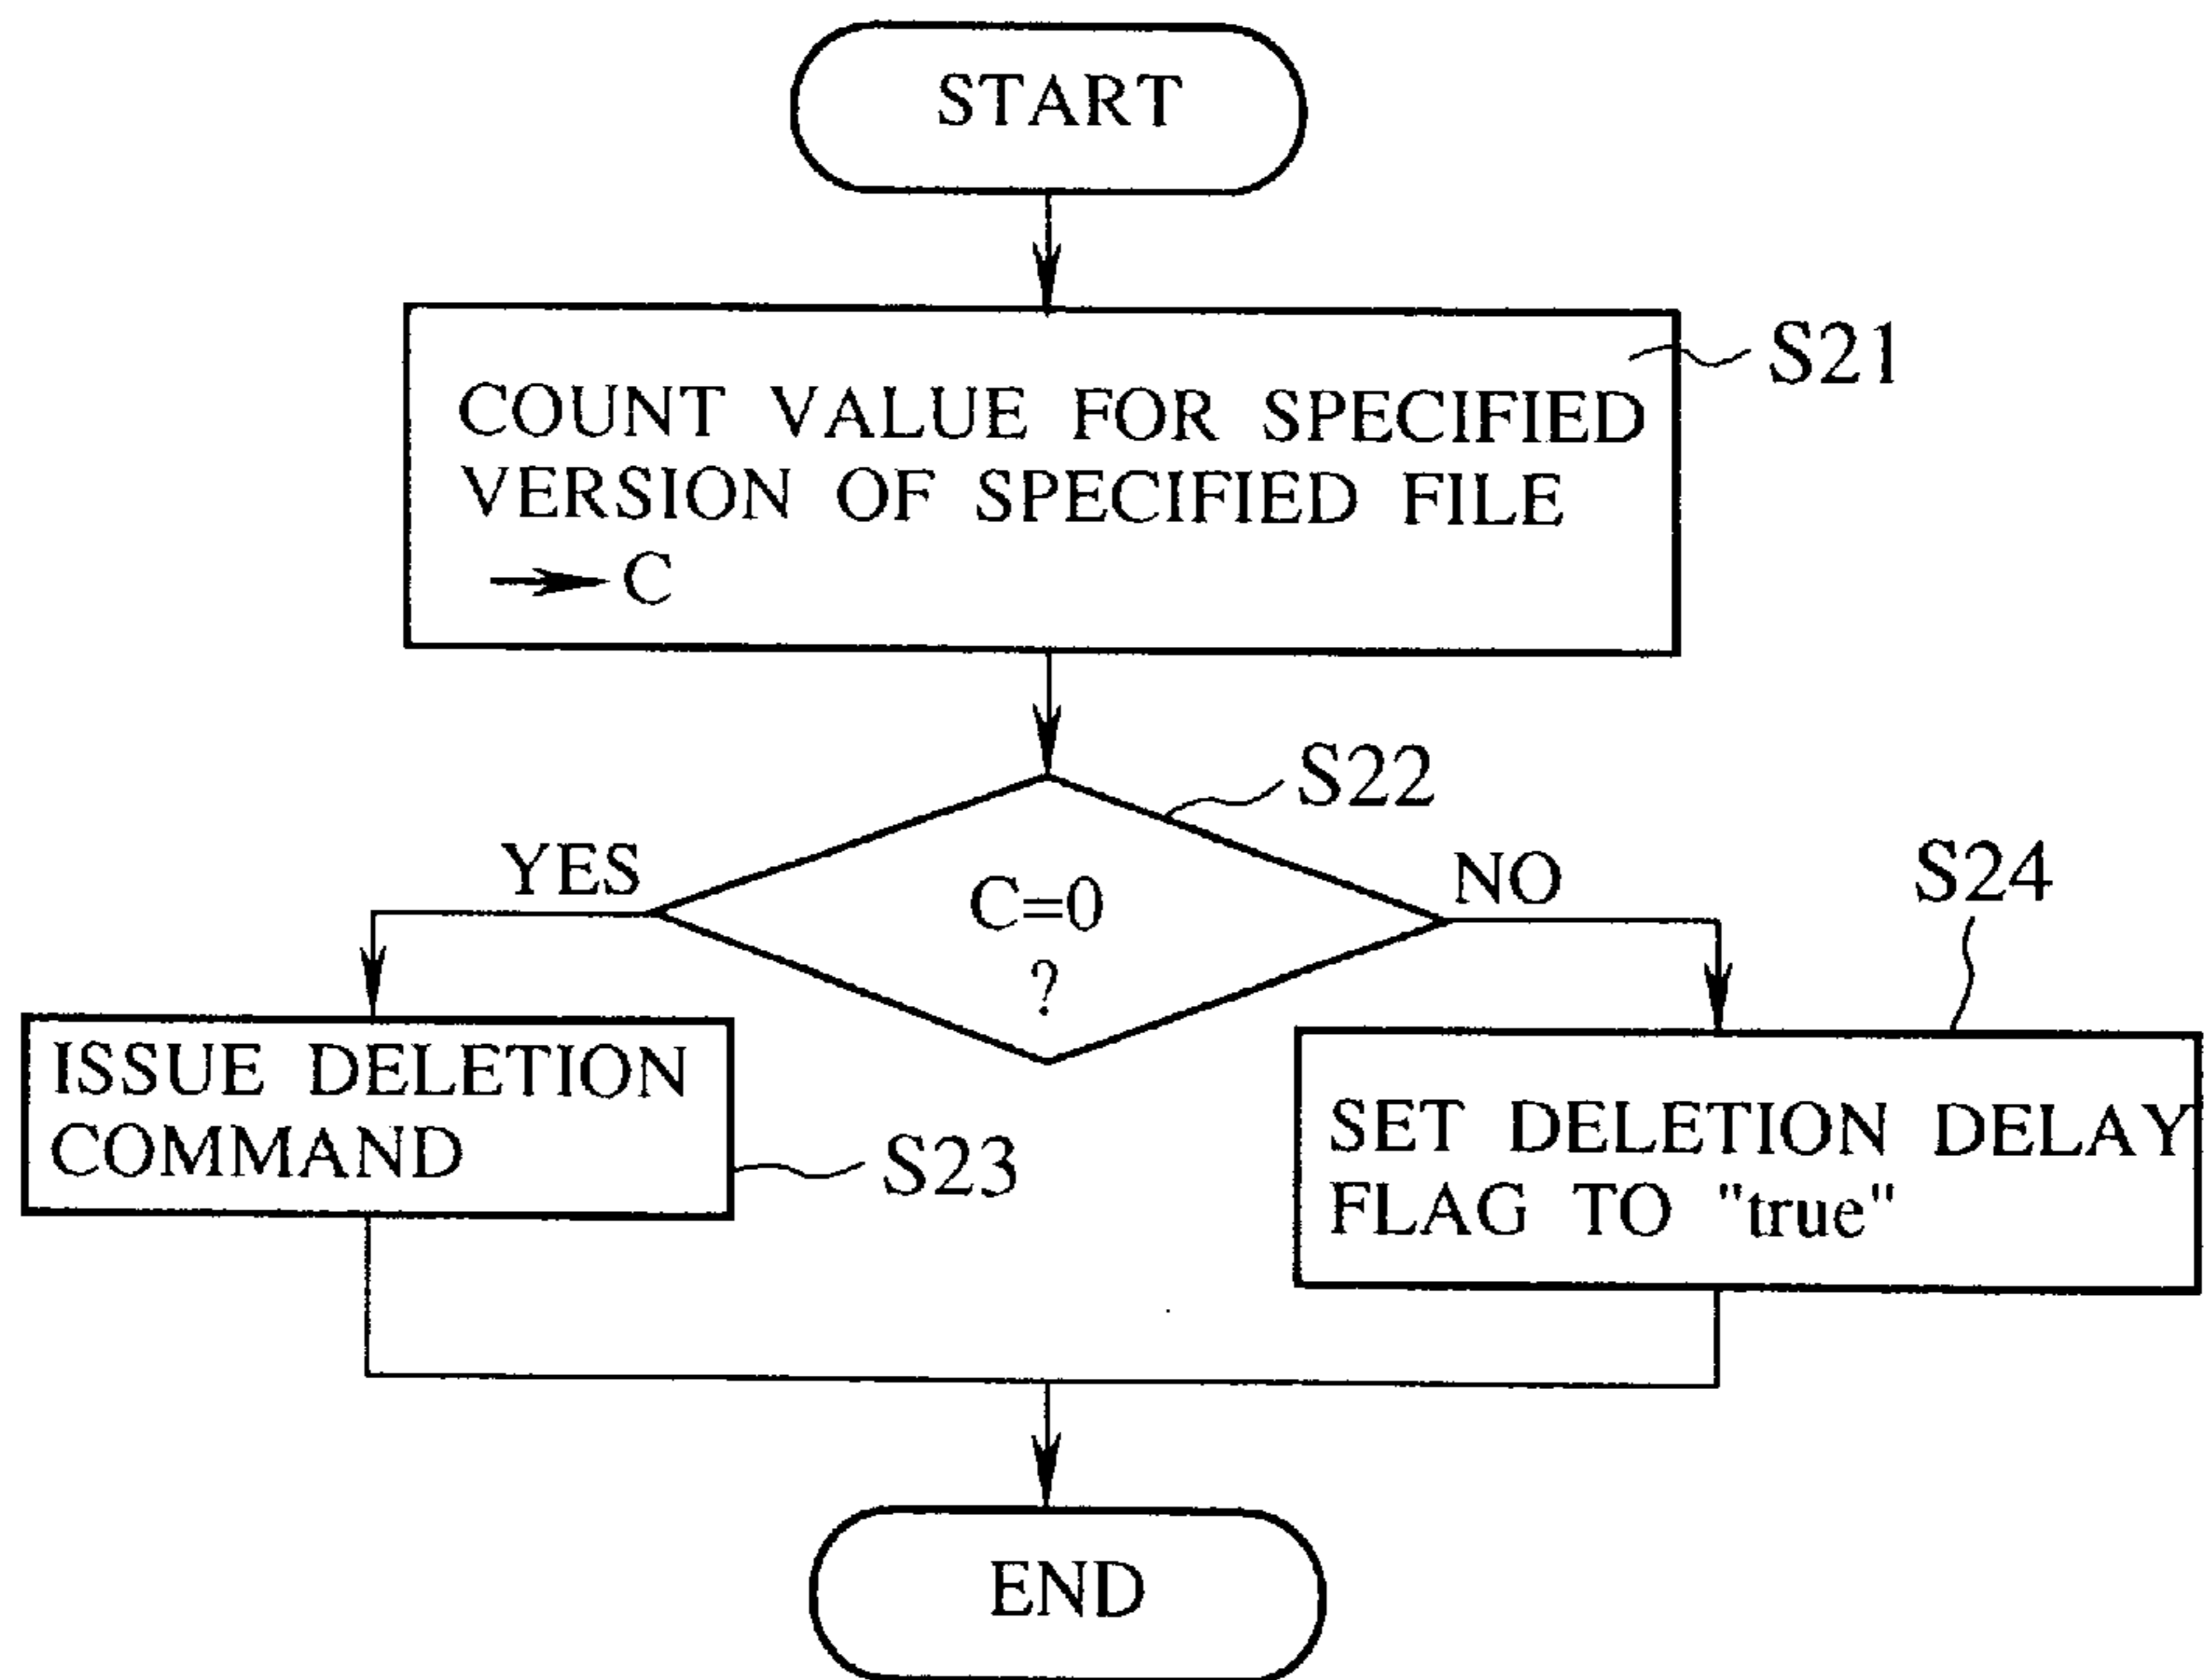 START
S21
COUNT VALUE FOR SPECIFIED
VERSION OF SPECIFIED FILE
→ C
S22
YES
C=0
?
NO
S24
ISSUE DELETION
COMMAND
S23
SET DELETION DELAY
FLAG TO "true"
END